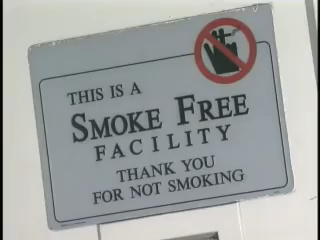 THIS IS A
SMOKE FREE
FACILITY
THANK YOU
FOR NOT SMOKING